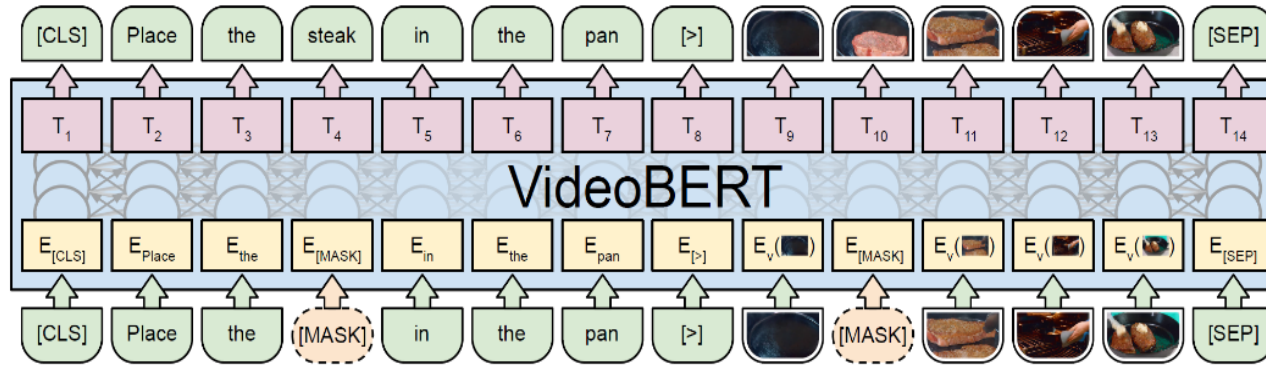 [CLS] Place the steak in the pan [>] [SEP]
T1 T2 T3 T4 T5 T6 T7 T8 T9 T10 T11 T12 T13 T14
VideoBERT
E[CLS] EPlace Ethe E[MASK] Ein Ethe Epan E[>] Ev( ) E[MASK] Ev( ) Ev( ) Ev( ) E[SEP]
[CLS] Place the [MASK] in the pan [>] [MASK] [SEP]